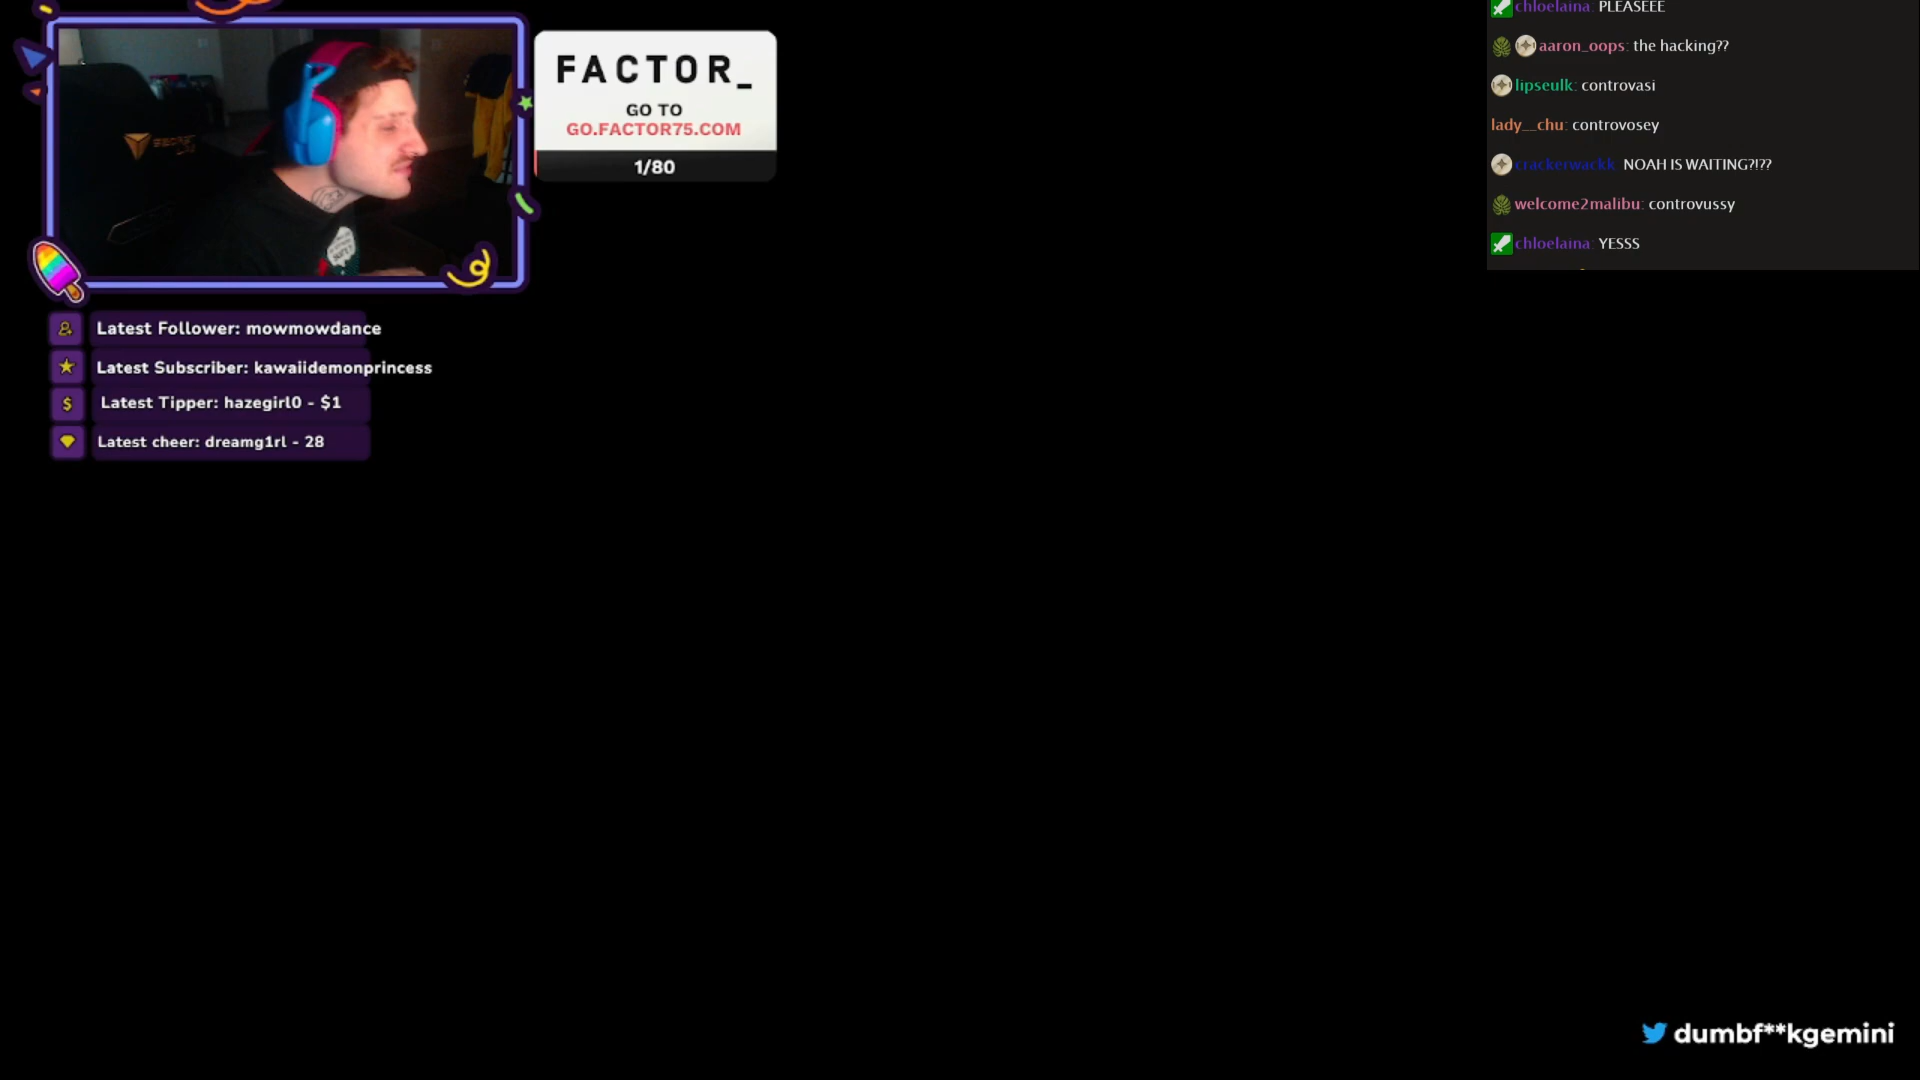 FACTOR_
GO TO
GO.FACTOR75.COM
1/80
Latest Follower: mowmowdance
Latest Subscriber: kawaiidemonprincess
Latest Tipper: hazegirl0 - $1
Latest cheer: dreamg1rl - 28
chloelaina: PLEASEEE
aaron_oops: the hacking??
lipseulk: controvasi
lady__chu: controvosey
crackerwackk: NOAH IS WAITING?!??
welcome2malibu: controvussy
chloelaina: YESSS
dumbf**kgemini